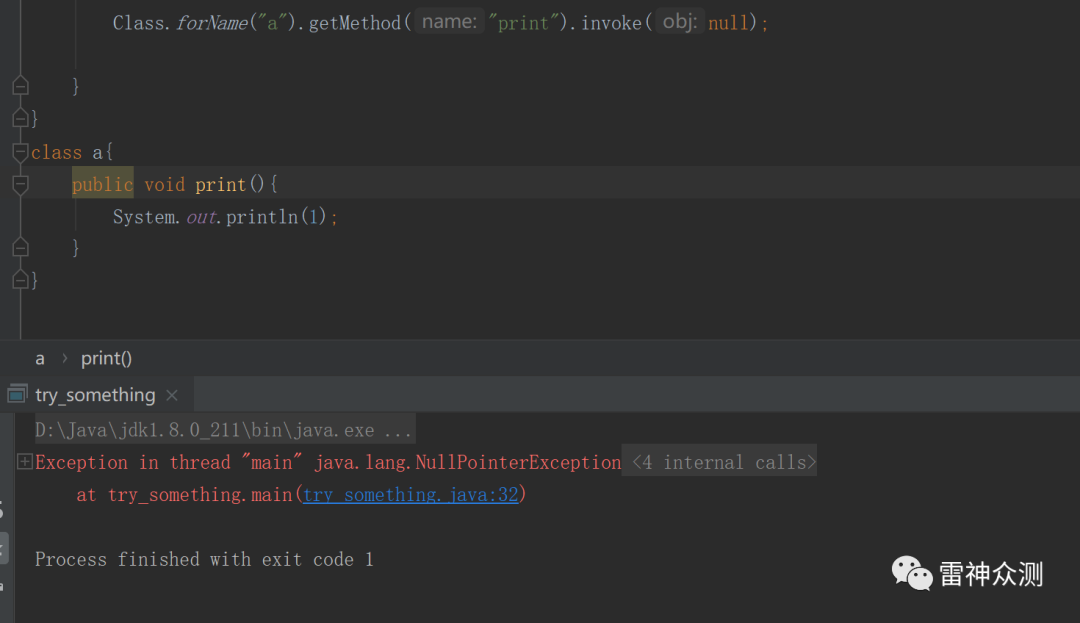 Class.forName("a").getMethod( name: "print").invoke( obj: null);
}
}
class a{
public void print(){
System.out.println(1);
}
}
a › print()
try_something ×
D:\Java\jdk1.8.0_211\bin\java.exe ...
Exception in thread "main" java.lang.NullPointerException <4 internal calls>
at try_something.main(try_something.java:32)
Process finished with exit code 1
雷神众测